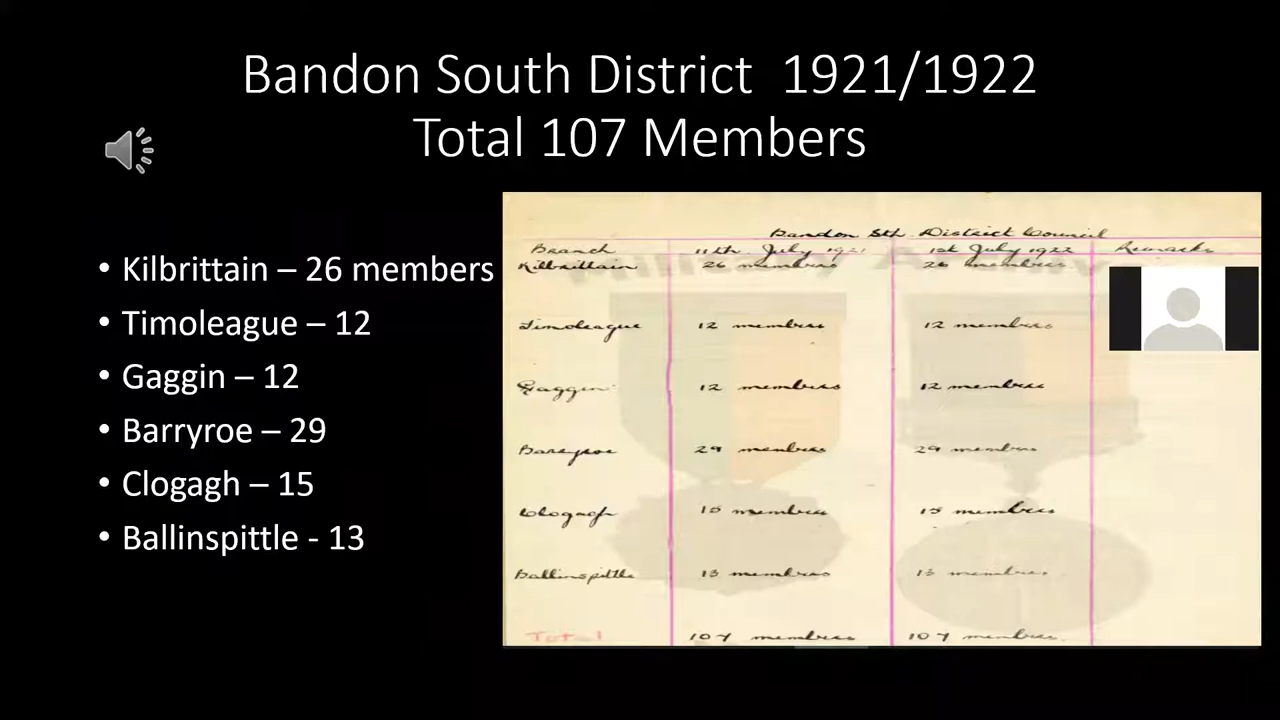 Bandon South District 1921/1922
Total 107 Members
• Kilbrittain – 26 members
• Timoleague – 12
• Gaggin – 12
• Barryroe – 29
• Clogagh – 15
• Ballinspittle - 13
Bandon Sth. District Council
Branch 11th July 1921 1st July 1922 Remarks
Kilbrittain 26 members 26 members
Timoleague 12 members 12 members
Gaggin 12 members 12 members
Barryroe 29 members 29 members
Clogagh 15 members 15 members
Ballinspittle 13 members 13 members
Total 107 members 107 members